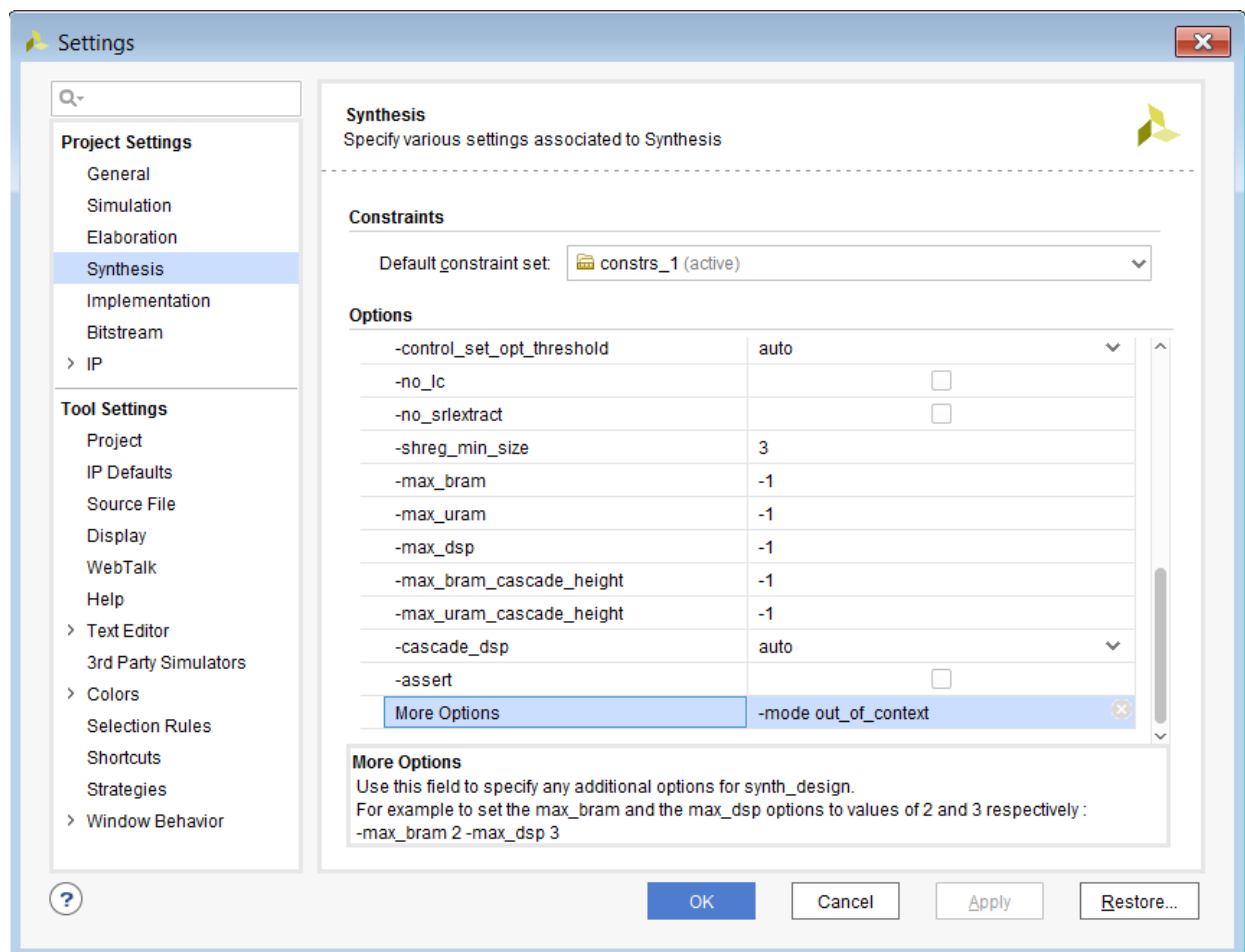 Settings
Project Settings
General
Simulation
Elaboration
Synthesis
Implementation
Bitstream
> IP
Tool Settings
Project
IP Defaults
Source File
Display
WebTalk
Help
> Text Editor
3rd Party Simulators
> Colors
Selection Rules
Shortcuts
Strategies
> Window Behavior
Synthesis
Specify various settings associated to Synthesis
Constraints
Default constraint set: constrs_1 (active)
Options
-control_set_opt_threshold auto
-no_lc
-no_srlextract
-shreg_min_size 3
-max_bram -1
-max_uram -1
-max_dsp -1
-max_bram_cascade_height -1
-max_uram_cascade_height -1
-cascade_dsp auto
-assert
More Options -mode out_of_context
More Options
Use this field to specify any additional options for synth_design.
For example to set the max_bram and the max_dsp options to values of 2 and 3 respectively :
-max_bram 2 -max_dsp 3
? OK Cancel Apply Restore...